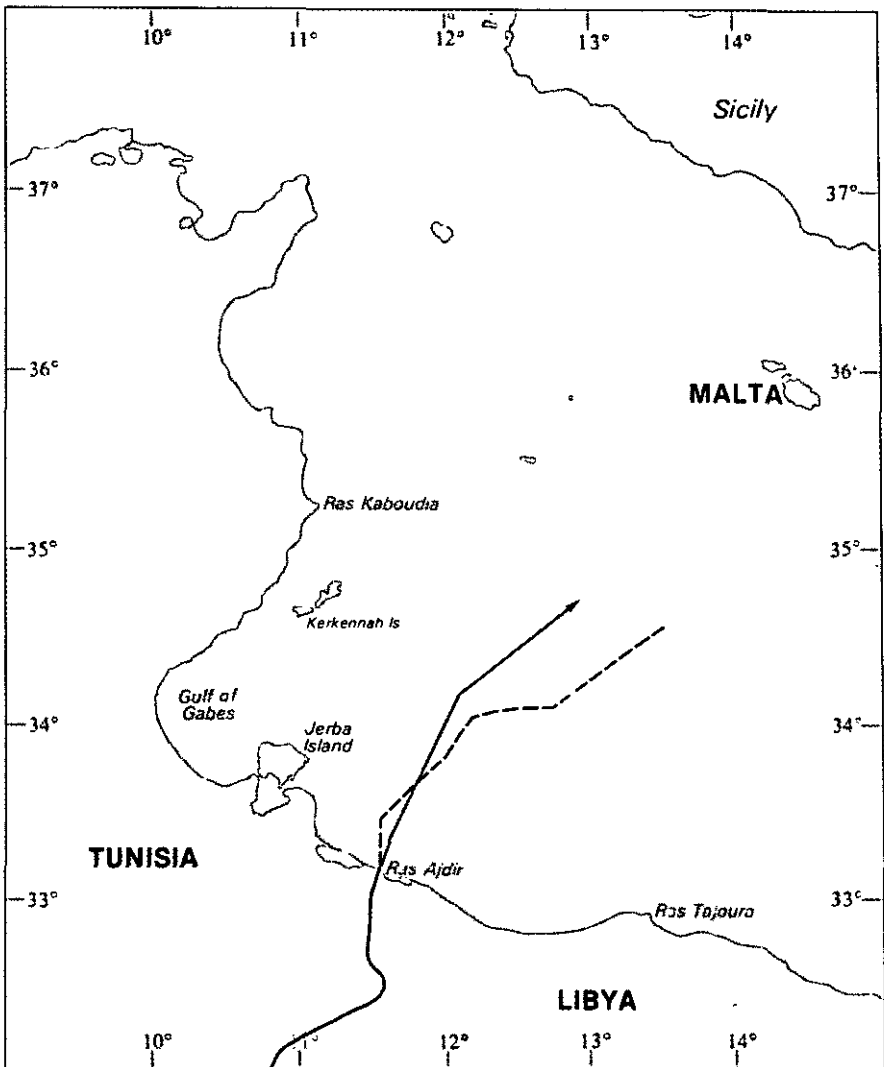 10° 11° 12° 13° 14°
Sicily
37° 37°
36° 36°
MALTA
Ras Kaboudia
35° 35°
Kerkennah Is
Gulf of
Gabes
34° 34°
Jerba
Island
TUNISIA
Ras Ajdir
33° 33°
Ras Tajoura
LIBYA
10° 11° 12° 13° 14°